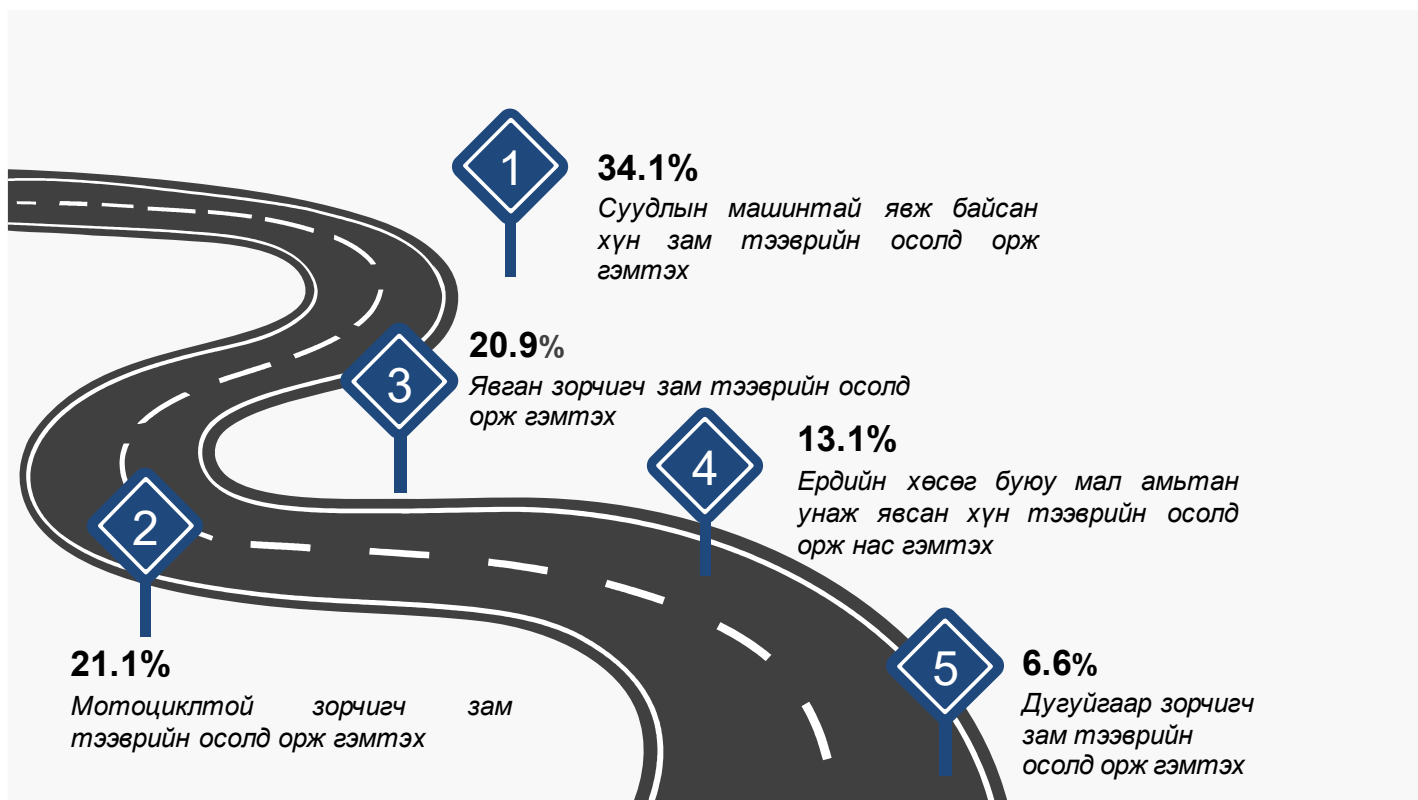 1
34.1%
Суудлын машинтай явж байсан
хүн зам тээврийн осолд орж
гэмтэх
3
20.9%
Явган зорчигч зам тээврийн осолд
орж гэмтэх
4
13.1%
Ердийн хөсөг буюу мал амьтан
унаж явсан хүн тээврийн осолд
орж нас гэмтэх
2
21.1%
Мотоциклтой зорчигч зам
тээврийн осолд орж гэмтэх
5
6.6%
Дугуйгаар зорчигч
зам тээврийн
осолд орж гэмтэх